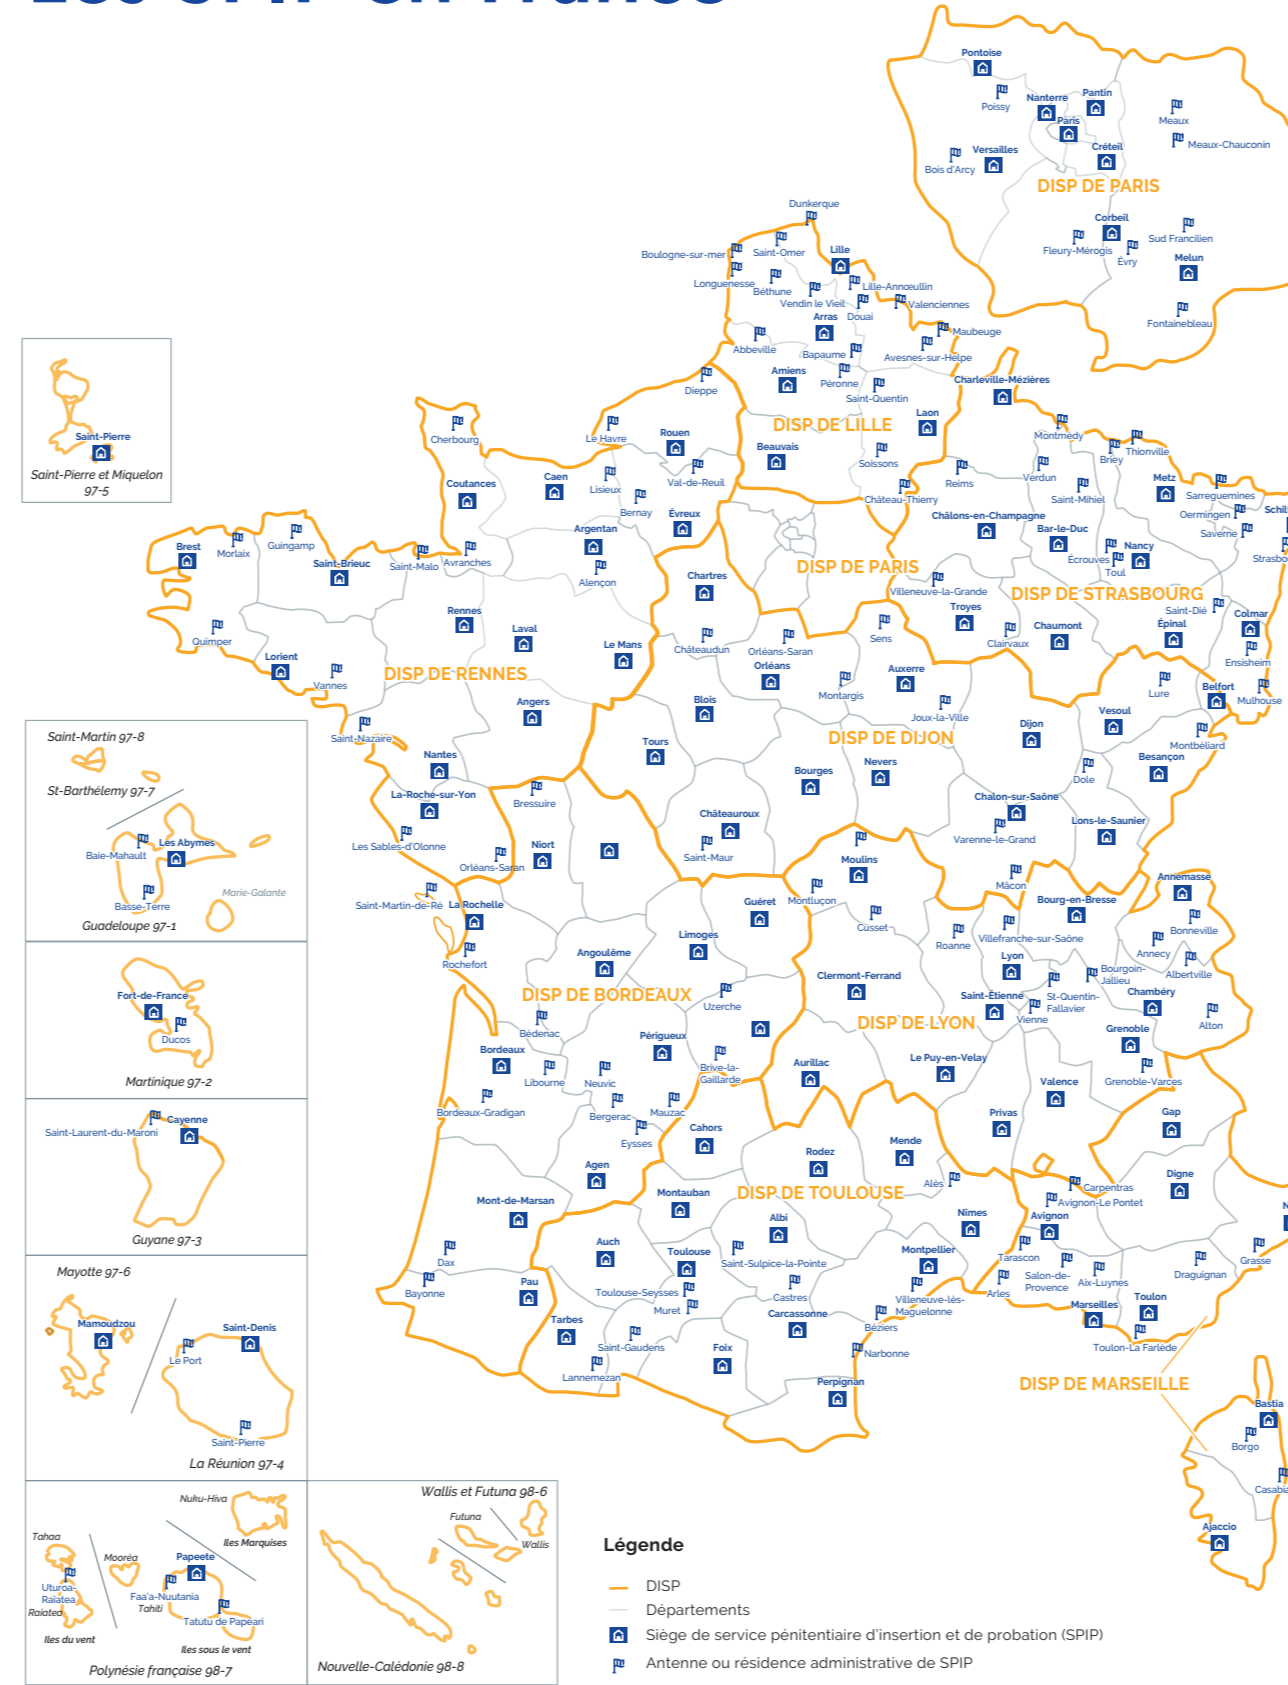 Pontoise
Poissy
Nanterre
Pantin
Paris
Meaux
Meaux-Chauconin
Bois d'Arcy
Versailles
Créteil
DISP DE PARIS
Corbeil
Fleury-Mérogis
Évry
Sud Francilien
Melun
Fontainebleau
Dunkerque
Boulogne-sur-mer
Saint-Omer
Lille
Longuenesse
Béthune
Vendin le Vieil
Lille-Annœullin
Douai
Valenciennes
Arras
Maubeuge
Abbeville
Bapaume
Avesnes-sur-Helpe
Amiens
Péronne
Saint-Quentin
Dieppe
DISP DE LILLE
Laon
Beauvais
Soissons
Château-Thierry
Charleville-Mézières
Montmedy
Briey
Thionville
Reims
Verdun
Saint-Mihiel
Metz
Sarreguemines
Oermingen
Saverne
Châlons-en-Champagne
Bar-le-Duc
Écrouves
Toul
Nancy
Villeneuve-la-Grande
DISP DE STRASBOURG
Saint-Dié
Colmar
Troyes
Clairvaux
Chaumont
Épinal
Ensisheim
Lure
Belfort
Mulhouse
Saint-Pierre
Saint-Pierre et Miquelon
97-5
Cherbourg
Le Havre
Rouen
Val-de-Reuil
Coutances
Caen
Lisieux
Bernay
Évreux
Argentan
Alençon
Brest
Morlaix
Guingamp
Saint-Brieuc
Saint-Malo
Avranches
Quimper
Lorient
Vannes
Rennes
Laval
Le Mans
DISP DE RENNES
Angers
Saint-Nazaire
Nantes
La-Roche-sur-Yon
Les Sables-d'Olonne
DISP DE PARIS
Chartres
Châteaudun
Orléans-Saran
Orléans
Sens
Montargis
Auxerre
Joux-la-Ville
Blois
Tours
DISP DE DIJON
Dijon
Vesoul
Montbéliard
Besançon
Dole
Bourges
Nevers
Chalon-sur-Saône
Varenne-le-Grand
Lons-le-Saunier
Châteauroux
Saint-Maur
Mâcon
Bressuire
Niort
Orléans-Saran
Saint-Martin-de-Ré
La Rochelle
Rochefort
Angoulême
Limoges
Guéret
DISP DE BORDEAUX
Uzerche
Bédenac
Bordeaux
Libourne
Périgueux
Neuvic
Brive-la-
Gaillarde
Bordeaux-Gradigan
Bergerac
Mauzac
Eysses
Agen
Mont-de-Marsan
Dax
Bayonne
Pau
Moulins
Montluçon
Cusset
Roanne
Villefranche-sur-Saône
Bourg-en-Bresse
Annemasse
Bonneville
Annecy
Albertville
Lyon
Bourgoin-
Jallieu
Clermont-Ferrand
Saint-Étienne
St-Quentin-
Fallavier
Vienne
Chambéry
Alton
DISP DE LYON
Grenoble
Grenoble-Varces
Aurillac
Le Puy-en-Velay
Valence
Privas
Gap
Cahors
Rodez
Mende
Alès
DISP DE TOULOUSE
Montauban
Albi
Nimes
Auch
Toulouse
Saint-Sulpice-la-Pointe
Montpellier
Toulouse-Seysses
Muret
Castres
Villeneuve-lès-
Maguelonne
Tarbes
Carcassonne
Béziers
Saint-Gaudens
Foix
Narbonne
Lannemezan
Perpignan
Digne
Carpentras
Avignon-Le Pontet
Avignon
Tarascon
Salon-de-
Provence
Aix-Luynes
Arles
Draguignan
Grasse
Marseilles
Toulon
Toulon-La Farlède
DISP DE MARSEILLE
Bastia
Borgo
Ajaccio
Saint-Martin 97-8
St-Barthélemy 97-7
Les Abymes
Baie-Mahault
Basse-Terre
Marie-Galante
Guadeloupe 97-1
Fort-de-France
Ducos
Martinique 97-2
Cayenne
Saint-Laurent-du-Maroni
Guyane 97-3
Mayotte 97-6
Mamoudzou
Saint-Denis
Le Port
Saint-Pierre
La Réunion 97-4
Nuku-Hiva
Iles Marquises
Tahaa
Mooréa
Papeete
Uturoa-
Raiatea
Raiatea
Faa'a-Nuutania
Tahiti
Tatutu de Papéari
Iles du vent
Iles sous le vent
Polynésie française 98-7
Wallis et Futuna 98-6
Futuna
Wallis
Nouvelle-Calédonie 98-8
Légende
DISP
Départements
Siège de service pénitentiaire d'insertion et de probation (SPIP)
Antenne ou résidence administrative de SPIP